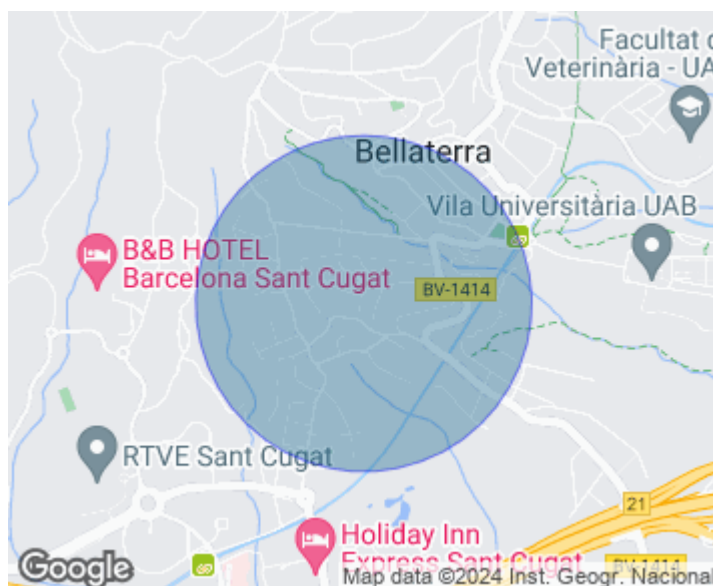 Facultat d
Veterinària - UA
Bellaterra
Vila Universitària UAB
B&B HOTEL
Barcelona Sant Cugat
BV-1414
RTVE Sant Cugat
21
Holiday Inn
Express Sant Cugat
BV-1414
Google
Map data ©2024 Inst. Geogr. Nacional